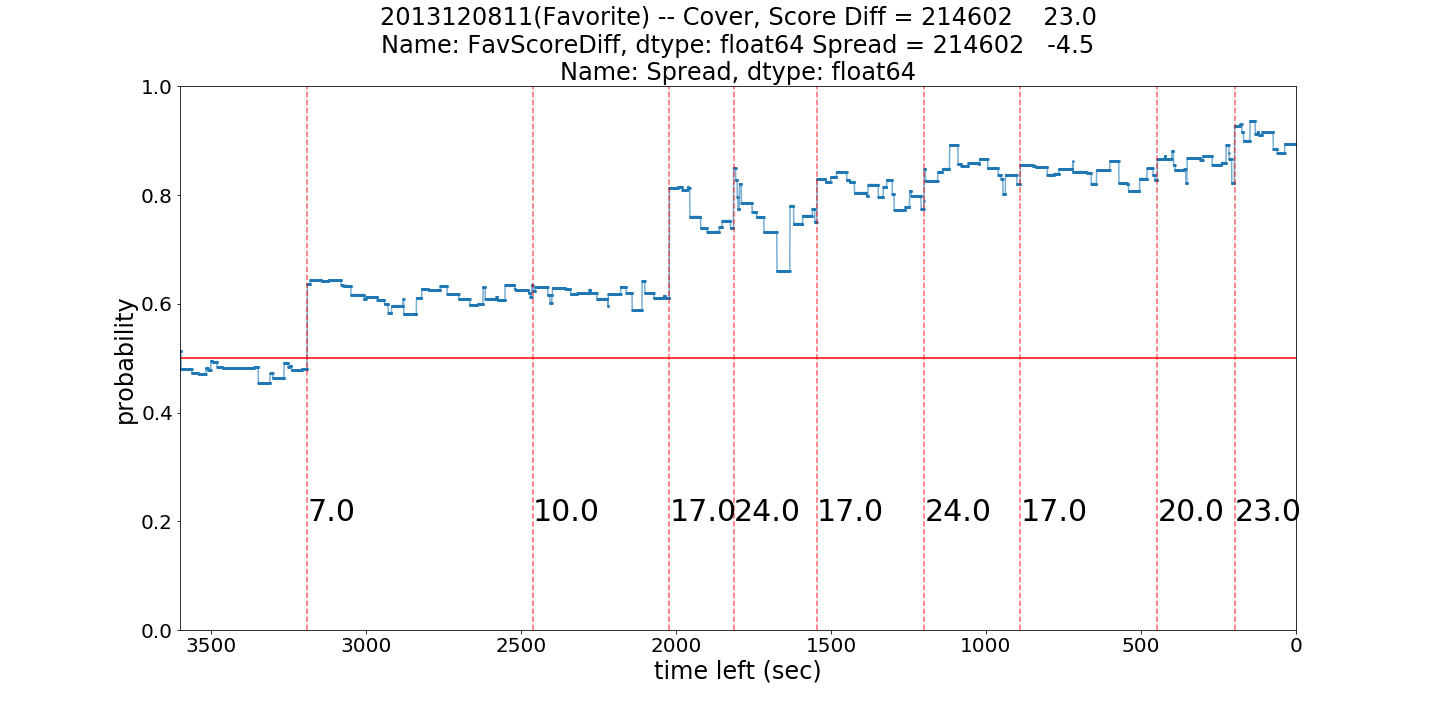 2013120811(Favorite) -- Cover, Score Diff = 214602    23.0
Name: FavScoreDiff, dtype: float64 Spread = 214602   -4.5
Name: Spread, dtype: float64
1.0
0.8
0.6
0.4
0.2
0.0
probability
7.0 10.0 17.0 24.0 17.0 24.0 17.0 20.0 23.0
3500 3000 2500 2000 1500 1000 500 0
time left (sec)